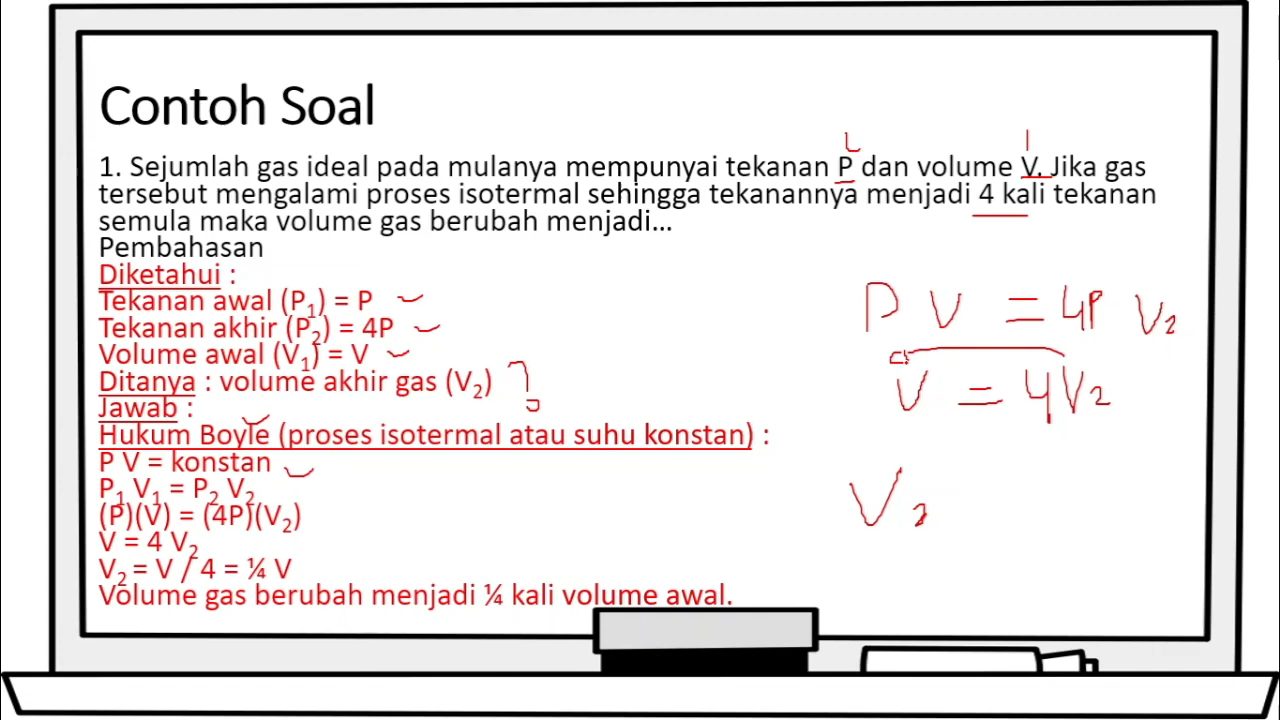 Contoh Soal
1. Sejumlah gas ideal pada mulanya mempunyai tekanan P dan volume V. Jika gas
tersebut mengalami proses isotermal sehingga tekanannya menjadi 4 kali tekanan
semula maka volume gas berubah menjadi...
Pembahasan
Diketahui :
Tekanan awal (P₁) = P
Tekanan akhir (P₂) = 4P
Volume awal (V₁) = V
Ditanya : volume akhir gas (V₂) ?
Jawab :
Hukum Boyle (proses isotermal atau suhu konstan) :
P V = konstan
P₁ V₁ = P₂ V₂
(P)(V) = (4P)(V₂)
V = 4 V₂
V₂ = V / 4 = ¼ V
Volume gas berubah menjadi ¼ kali volume awal.
P V = 4P V₂
V = 4V₂
V₂